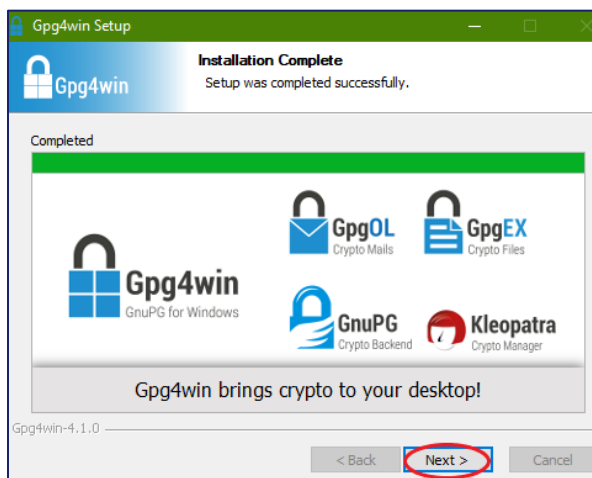 Gpg4win Setup
Gpg4win
Installation Complete
Setup was completed successfully.
Completed
Gpg4win
GnuPG for Windows
GpgOL
Crypto Mails
GpgEX
Crypto Files
GnuPG
Crypto Backend
Kleopatra
Crypto Manager
Gpg4win brings crypto to your desktop!
Gpg4win-4.1.0
< Back
Next >
Cancel